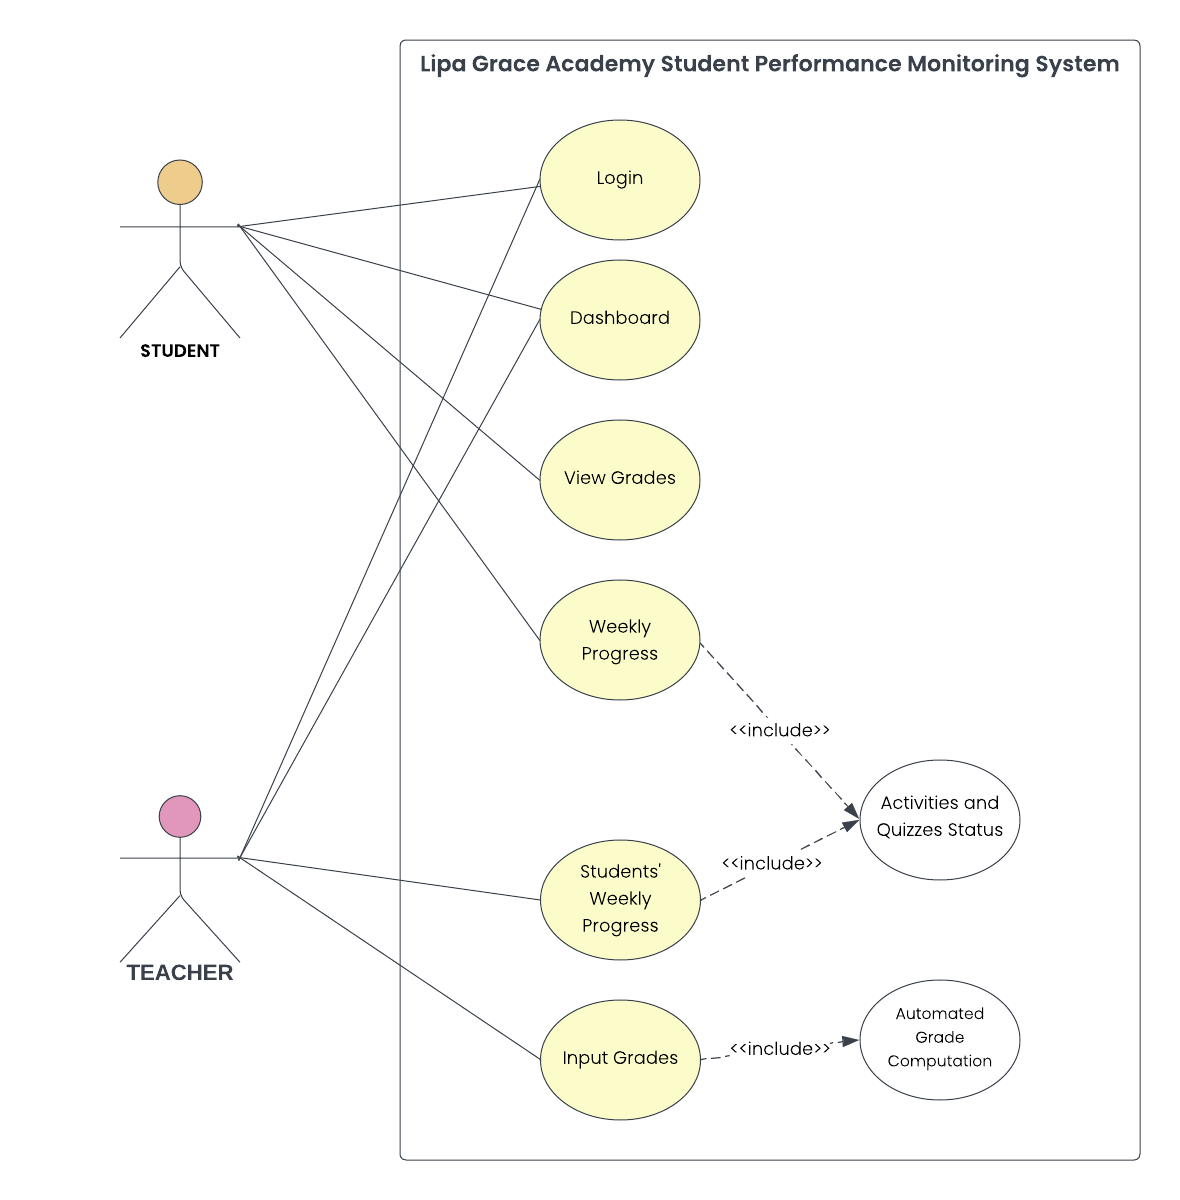 Lipa Grace Academy Student Performance Monitoring System
Login
Dashboard
STUDENT
View Grades
Weekly
Progress
<<include>>
Activities and
Quizzes Status
<<include>>
Students'
Weekly
Progress
TEACHER
Input Grades
<<include>>
Automated
Grade
Computation